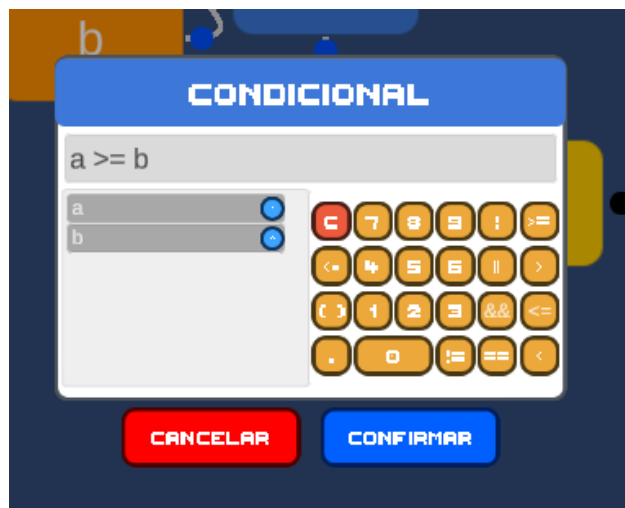 b
CONDICIONAL
a >= b
a
b
C 7 8 9 ! >=
<- 4 5 6 || >
( ) 1 2 3 && <=
. 0 != == <
CANCELAR CONFIRMAR